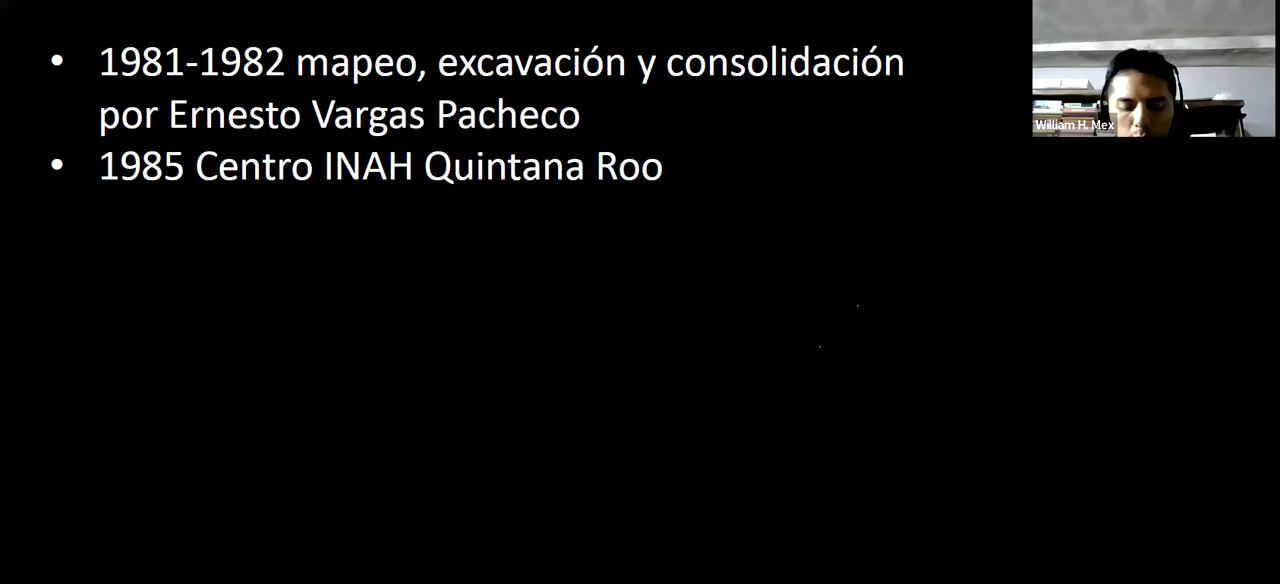 • 1981-1982 mapeo, excavación y consolidación
por Ernesto Vargas Pacheco
• 1985 Centro INAH Quintana Roo
William H. Mex